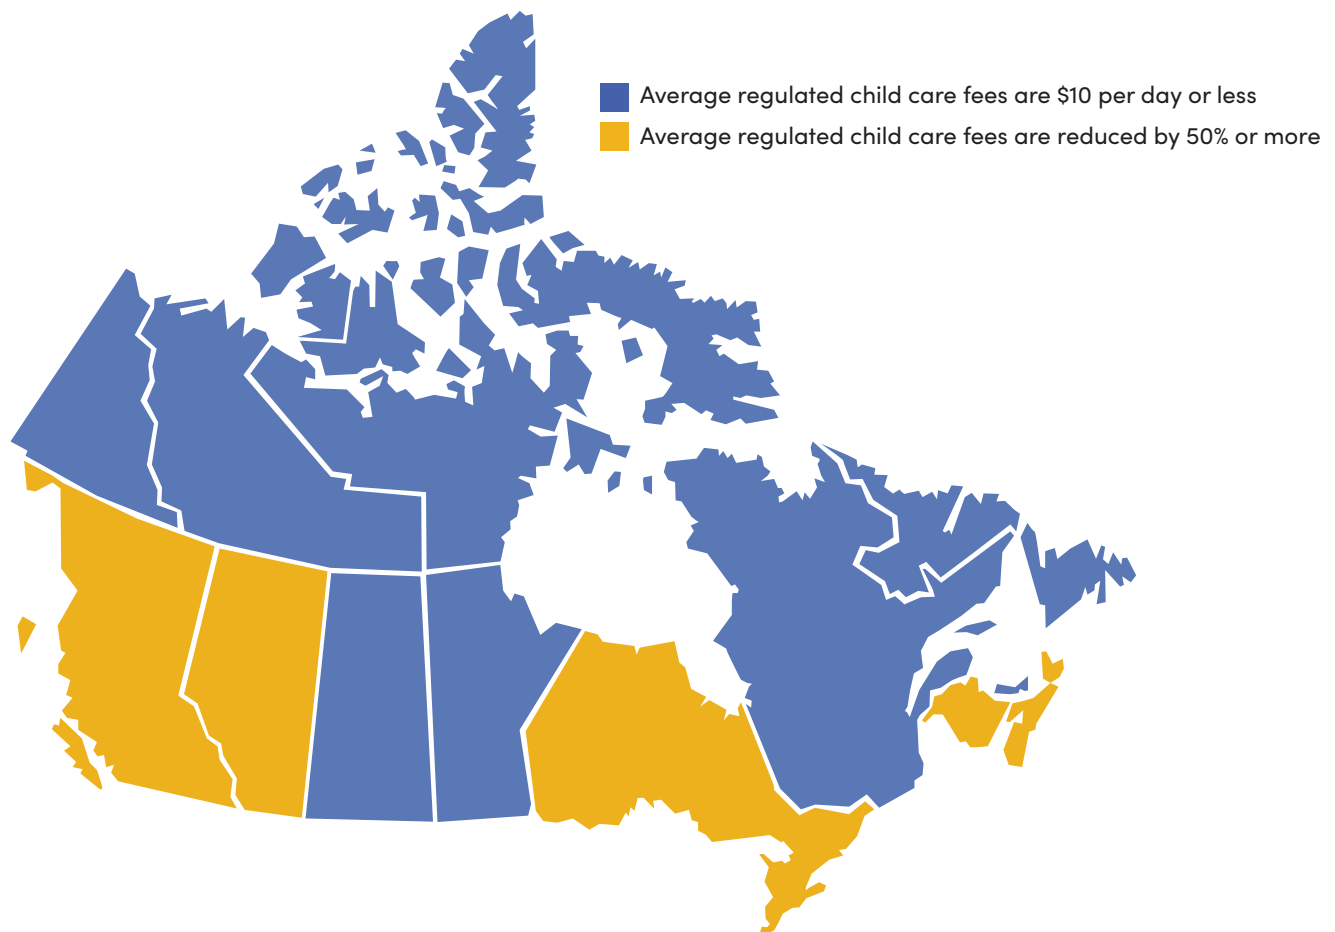 Average regulated child care fees are $10 per day or less
Average regulated child care fees are reduced by 50% or more